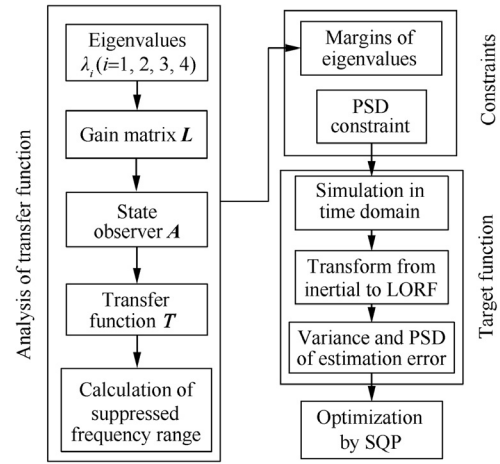 Analysis of transfer function
Eigenvalues
λi(i=1, 2, 3, 4)
Gain matrix L
State
observer A
Transfer
function T
Calculation of
suppressed
frequency range
Constraints
Margins of
eigenvalues
PSD
constraint
Target function
Simulation in
time domain
Transform from
inertial to LORF
Variance and PSD
of estimation error
Optimization
by SQP